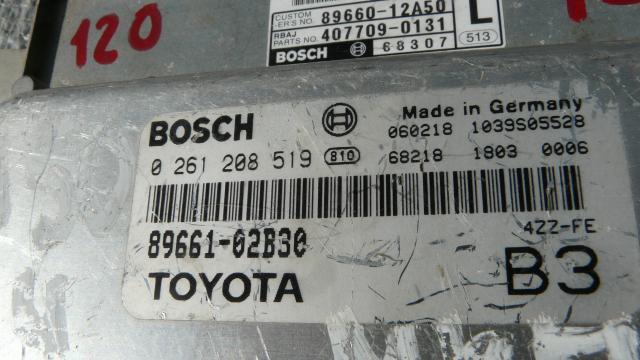 120
CUSTOM -ER'S NO. 89660-12A50
RBAJ PARTS NO. 407709-0131
BOSCH 68307 513
L
BOSCH
Made in Germany
060218 1039S05528
0 261 208 519 810 68218 1803 0006
89661-02B30
4ZZ-FE
TOYOTA
B3